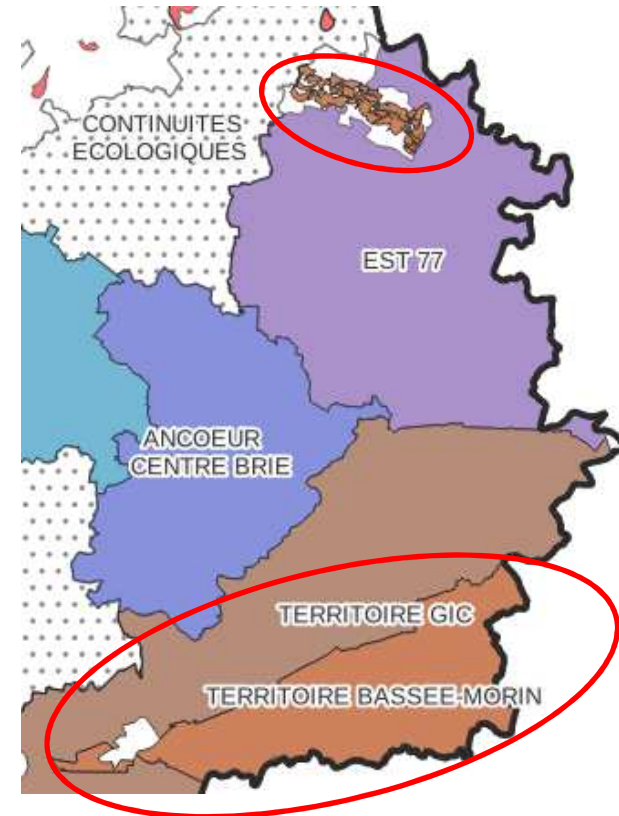 CONTINUITES
ECOLOGIQUES
EST 77
ANCOEUR
CENTRE BRIE
TERRITOIRE GIC
TERRITOIRE BASSEE-MORIN